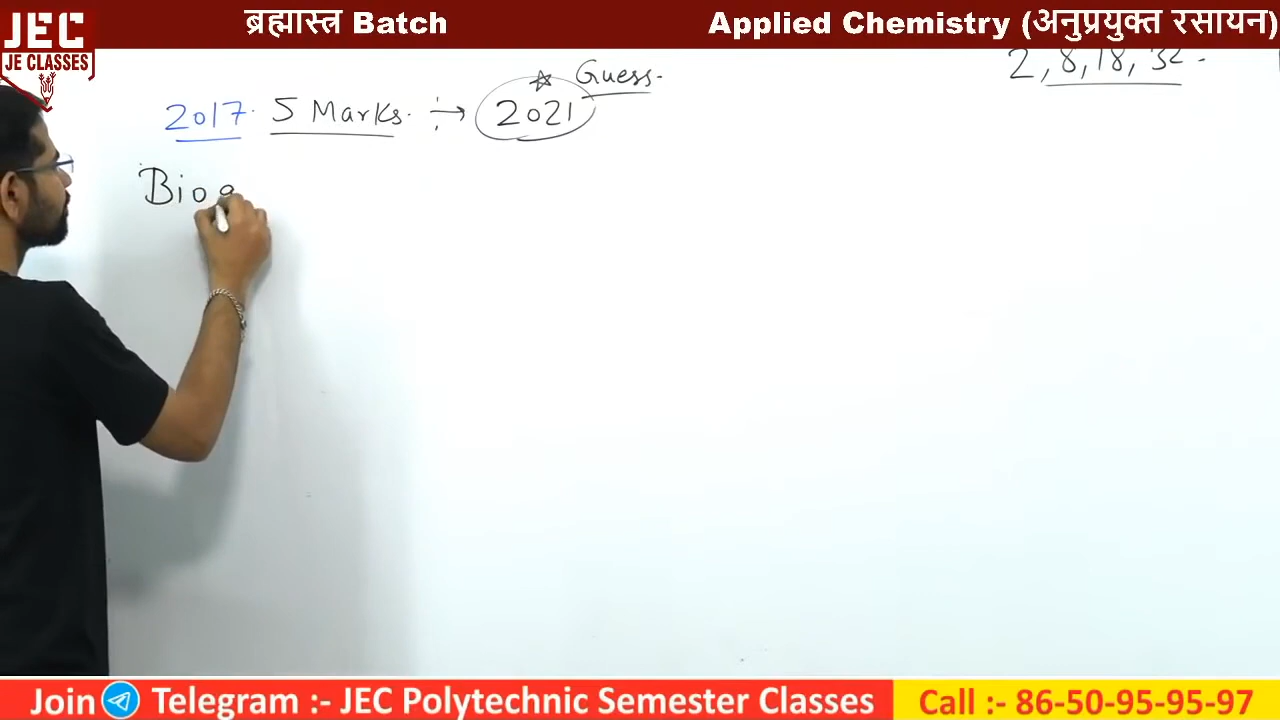 JEC
JE CLASSES
ब्रह्मास्त्र Batch
Applied Chemistry (अनुप्रयुक्त रसायन)
2, 8, 18, 32
Guess.
2017. 5 Marks. ÷→ 2021
Bio
Join Telegram :- JEC Polytechnic Semester Classes
Call :- 86-50-95-95-97